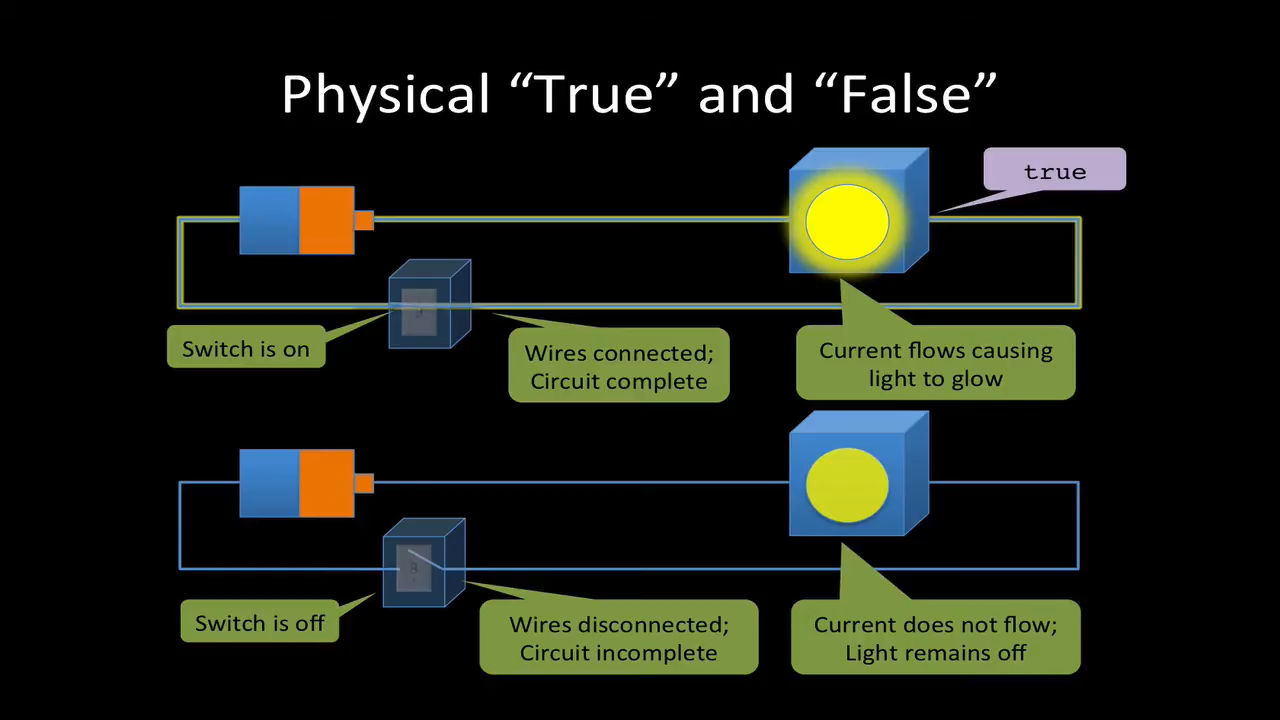 Physical “True” and “False”
true
Switch is on
Wires connected;
Circuit complete
Current flows causing
light to glow
Switch is off
Wires disconnected;
Circuit incomplete
Current does not flow;
Light remains off